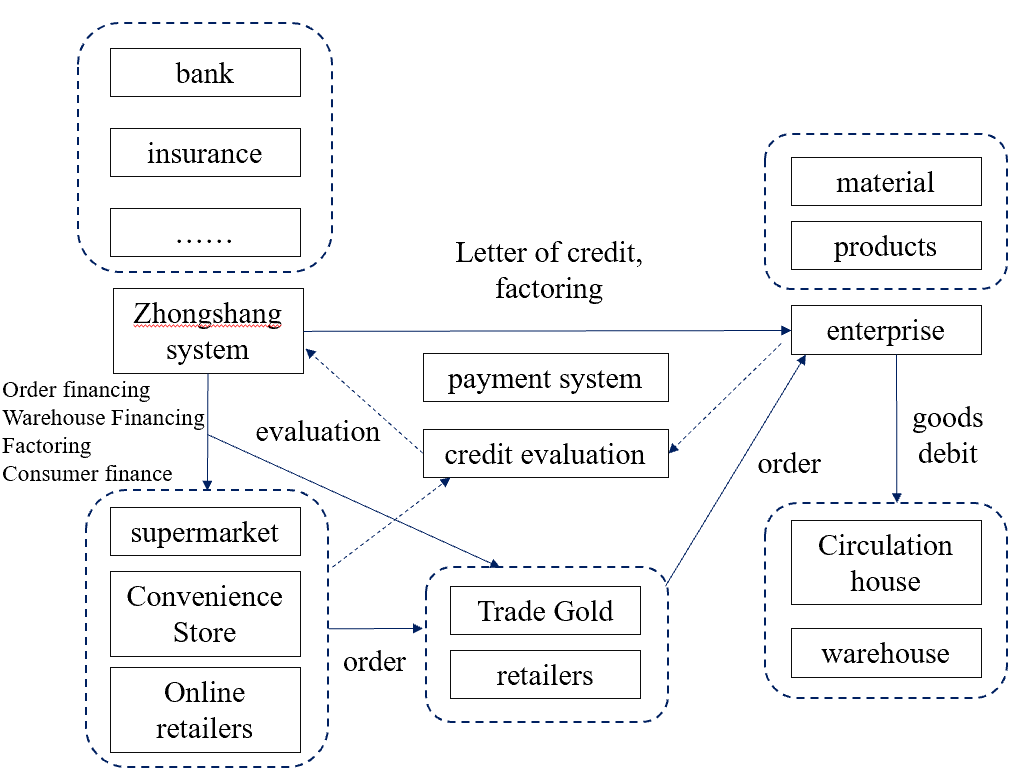 bank
insurance
……
Zhongshang
system
Order financing
Warehouse Financing
Factoring
Consumer finance
evaluation
supermarket
Convenience
Store
Online
retailers
order
Letter of credit,
factoring
payment system
credit evaluation
Trade Gold
retailers
order
material
products
enterprise
goods
debit
Circulation
house
warehouse